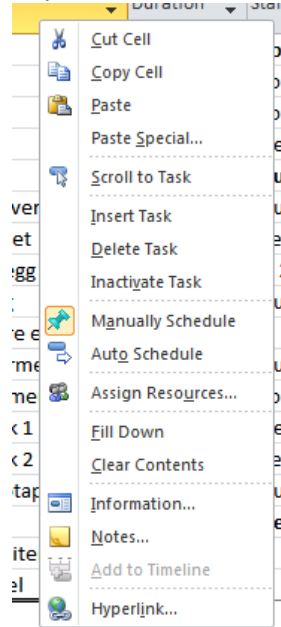 Duration
Cut Cell
Copy Cell
Paste
Paste Special...
Scroll to Task
Insert Task
Delete Task
Inactivate Task
Manually Schedule
Auto Schedule
Assign Resources...
Fill Down
Clear Contents
Information...
Notes...
Add to Timeline
Hyperlink...